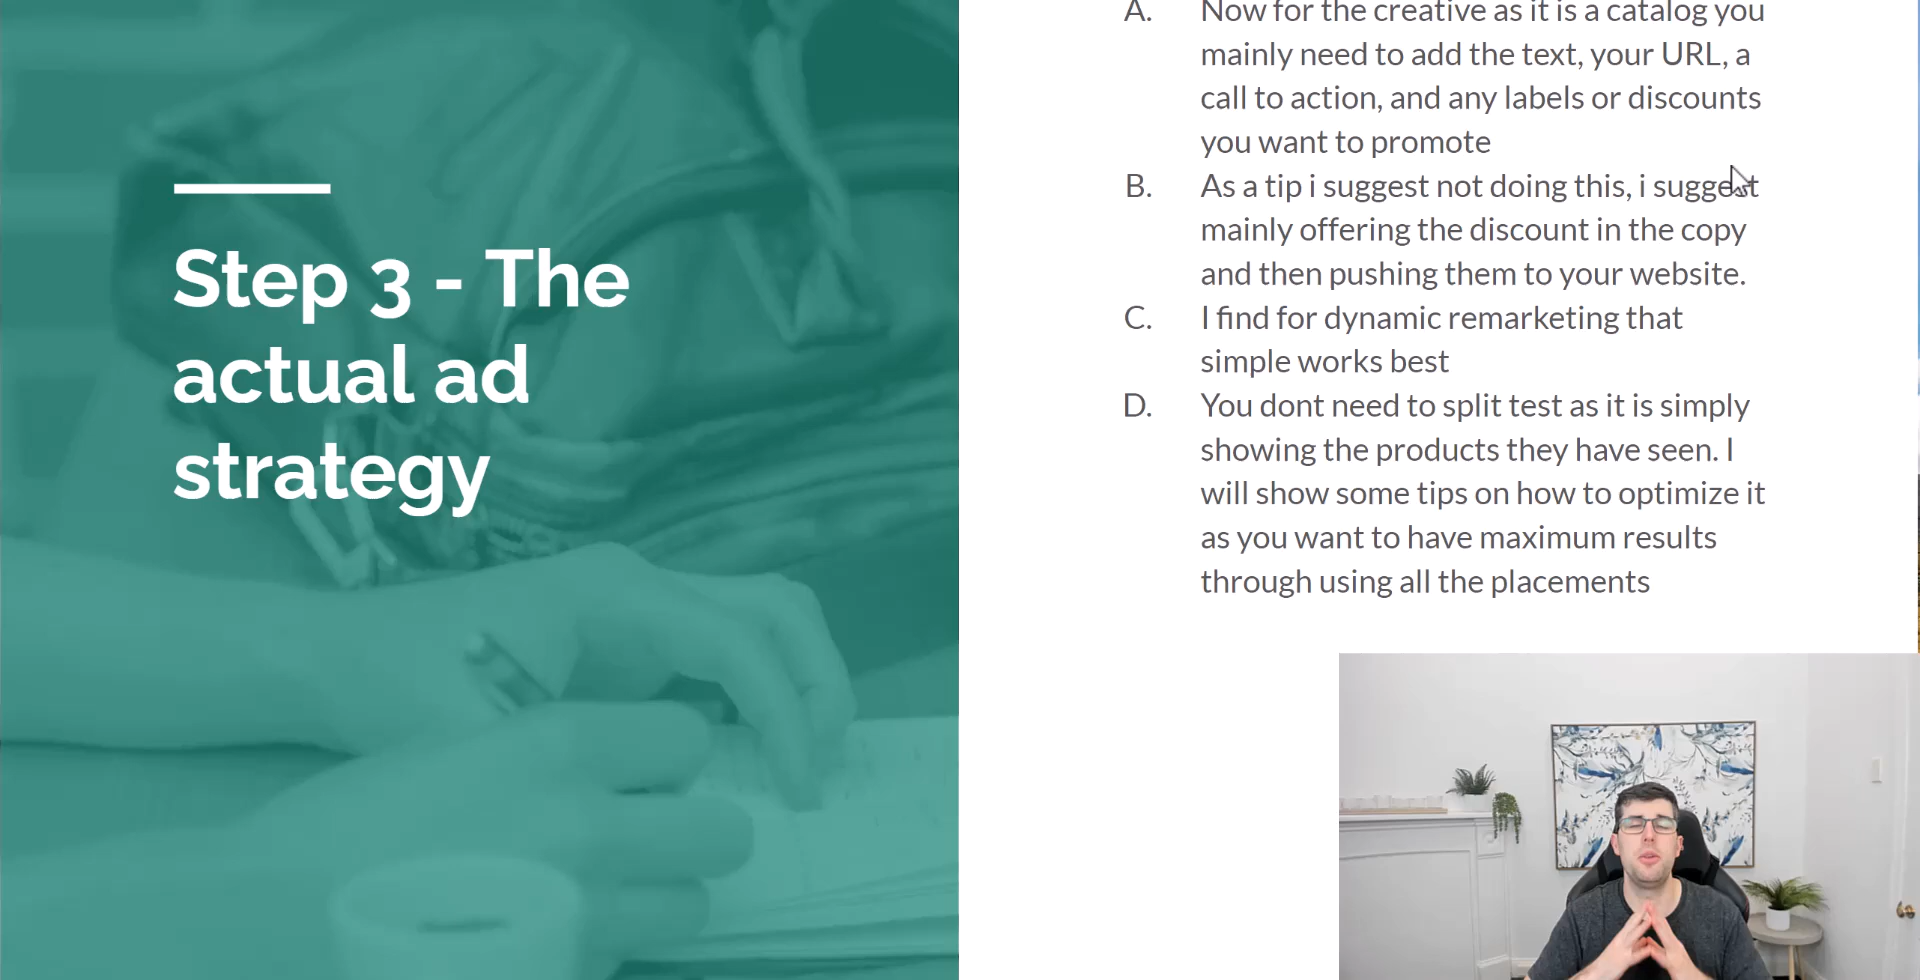 Step 3 - The
actual ad
strategy
A. Now for the creative as it is a catalog you
mainly need to add the text, your URL, a
call to action, and any labels or discounts
you want to promote
B. As a tip i suggest not doing this, i suggest
mainly offering the discount in the copy
and then pushing them to your website.
C. I find for dynamic remarketing that
simple works best
D. You dont need to split test as it is simply
showing the products they have seen. I
will show some tips on how to optimize it
as you want to have maximum results
through using all the placements